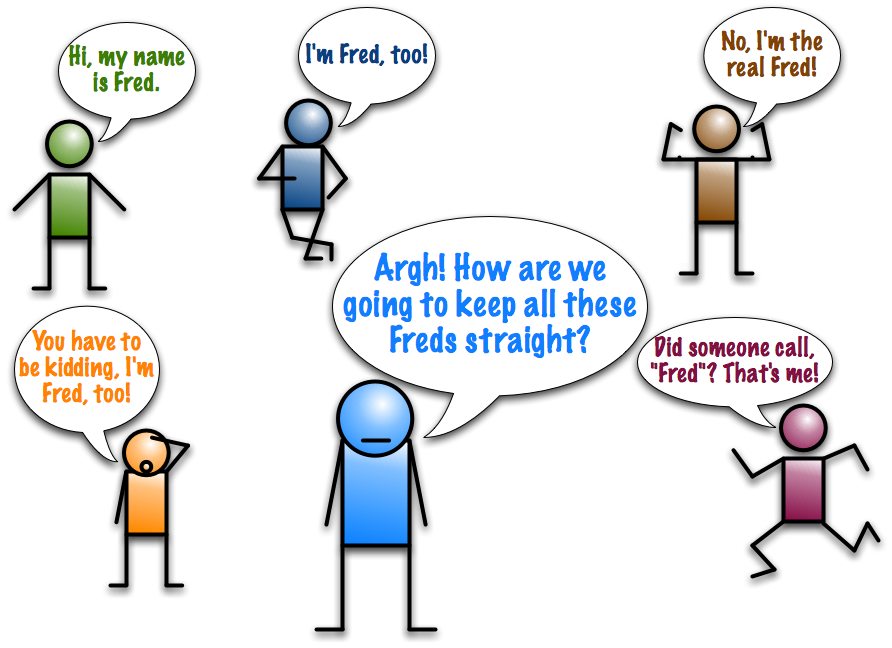 Hi, my name
is Fred.
I'm Fred, too!
No, I'm the
real Fred!
Argh! How are we
going to keep all these
Freds straight?
You have to
be kidding, I'm
Fred, too!
Did someone call,
"Fred"? That's me!